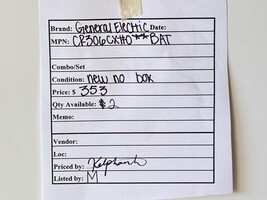 Brand: General Electric Date:
MPN: CR306CXHO**BAT
Combo/Set
Condition: new no box
Price: $ 353
Qty Available: 2
Memo:
Vendor:
Loc:
Priced by:
Listed by: M